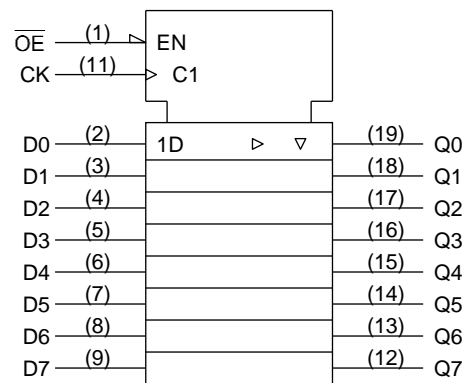 OE (1) EN
CK (11) C1
D0 (2) 1D (19) Q0
D1 (3) (18) Q1
D2 (4) (17) Q2
D3 (5) (16) Q3
D4 (6) (15) Q4
D5 (7) (14) Q5
D6 (8) (13) Q6
D7 (9) (12) Q7